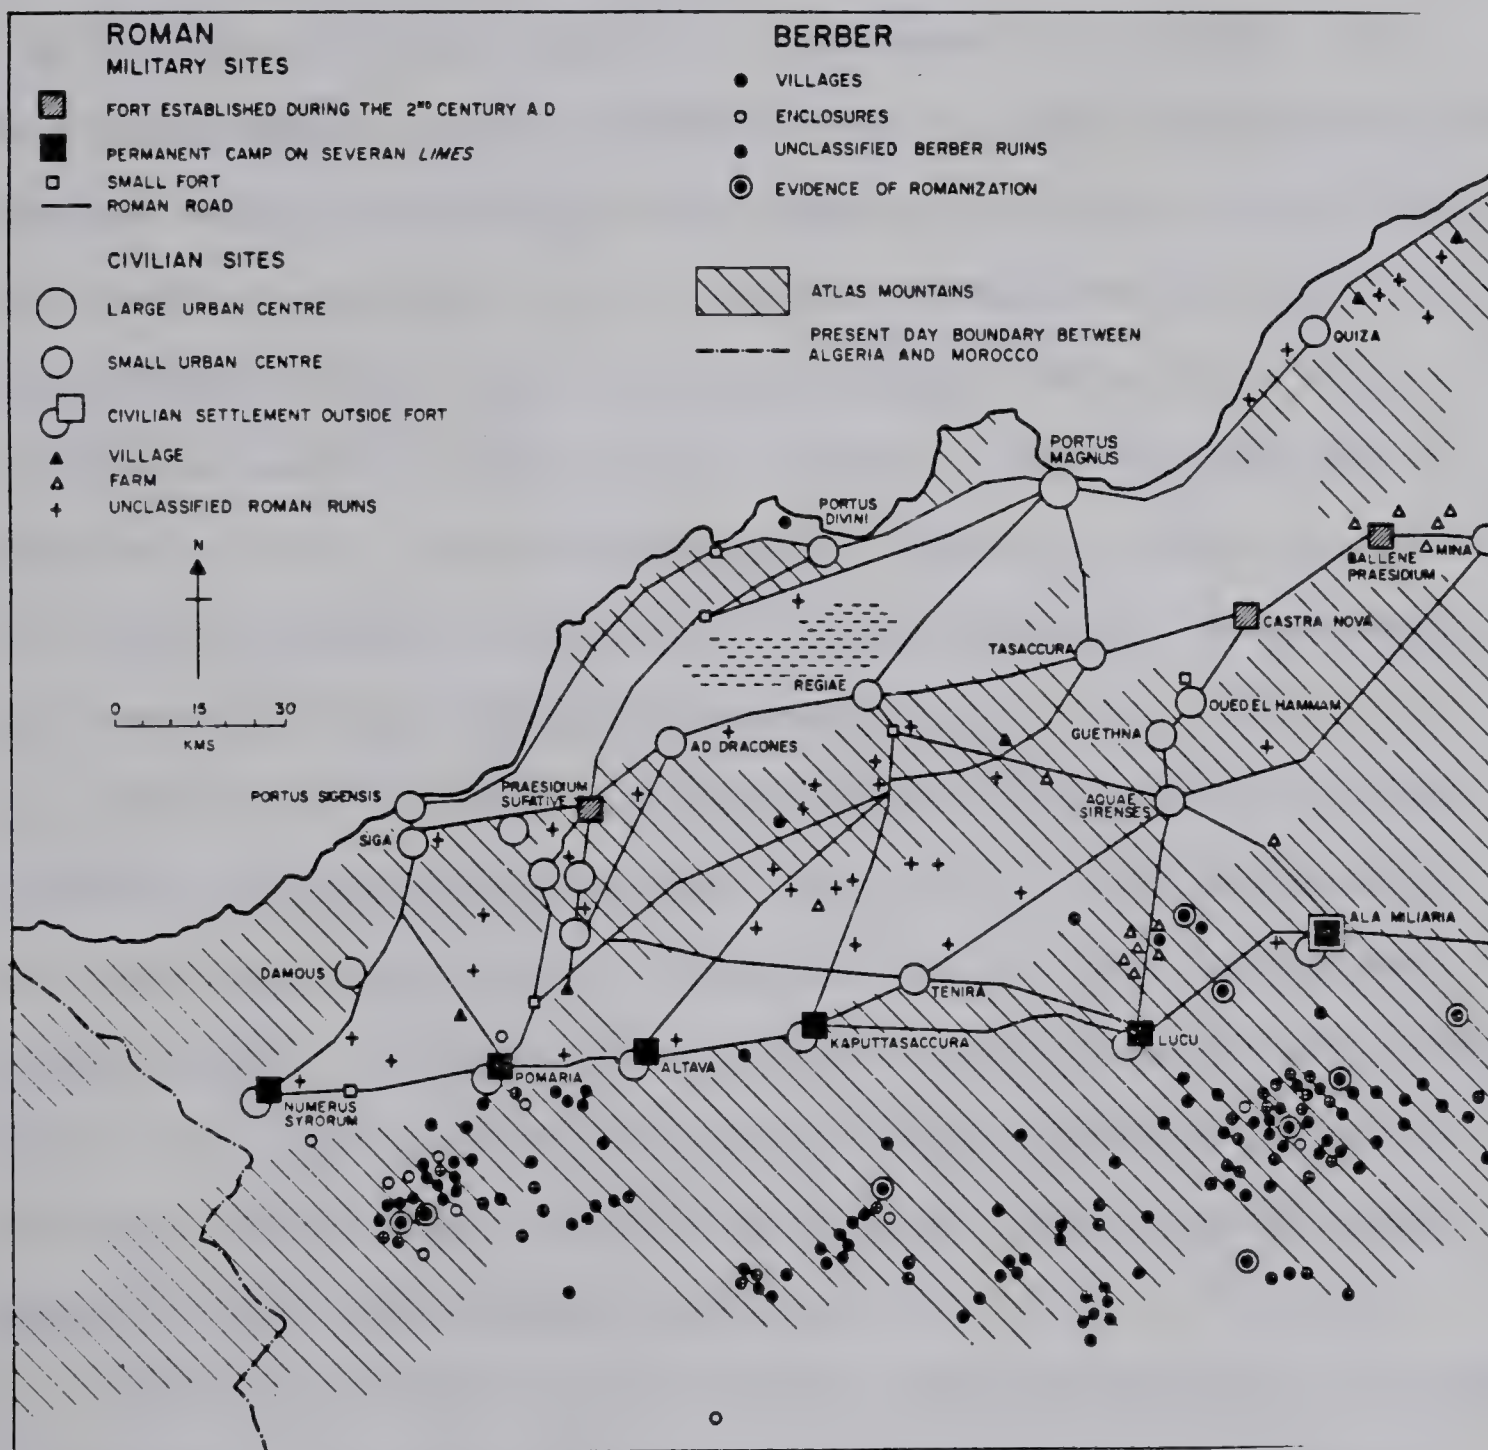 ROMAN
MILITARY SITES
FORT ESTABLISHED DURING THE 2ND CENTURY A D
PERMANENT CAMP ON SEVERAN LIMES
SMALL FORT
ROMAN ROAD
CIVILIAN SITES
LARGE URBAN CENTRE
SMALL URBAN CENTRE
CIVILIAN SETTLEMENT OUTSIDE FORT
VILLAGE
FARM
UNCLASSIFIED ROMAN RUINS
BERBER
VILLAGES
ENCLOSURES
UNCLASSIFIED BERBER RUINS
EVIDENCE OF ROMANIZATION
ATLAS MOUNTAINS
PRESENT DAY BOUNDARY BETWEEN
ALGERIA AND MOROCCO
N
0 15 30
KMS
QUIZA
PORTUS
MAGNUS
PORTUS
DIVINI
BALLENE
PRAESIDIUM
MINA
CASTRA NOVA
TASACCURA
REGIAE
OUED EL HAMMAM
GUETHNA
AD DRACONES
PORTUS SIGENSIS
PRAESIDIUM
SUFATIVE
AQUAE
SIRENSES
SIGA
ALA MILIARIA
DAMOUS
TENIRA
KAPUTTASACCURA
LUCU
ALTAVA
POMARIA
NUMERUS
SYRORUM